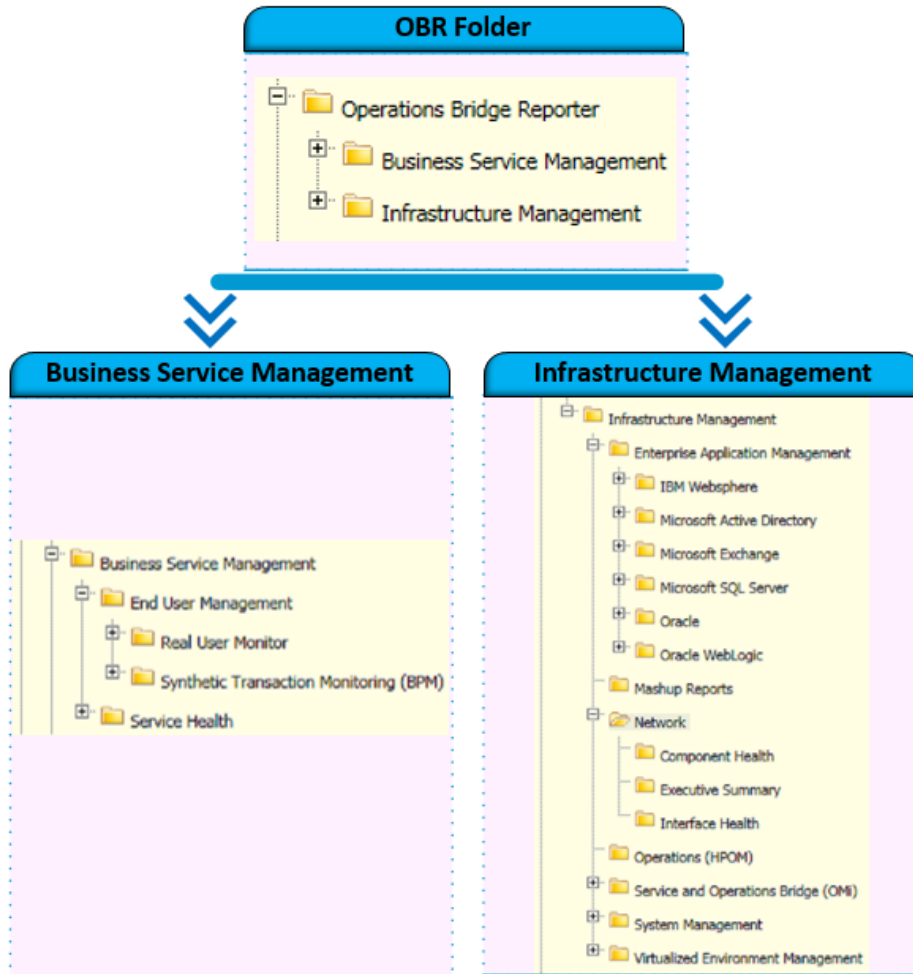 OBR Folder
Operations Bridge Reporter
Business Service Management
Infrastructure Management
Business Service Management
Business Service Management
End User Management
Real User Monitor
Synthetic Transaction Monitoring (BPM)
Service Health
Infrastructure Management
Infrastructure Management
Enterprise Application Management
IBM Websphere
Microsoft Active Directory
Microsoft Exchange
Microsoft SQL Server
Oracle
Oracle WebLogic
Mashup Reports
Network
Component Health
Executive Summary
Interface Health
Operations (HPOM)
Service and Operations Bridge (OMi)
System Management
Virtualized Environment Management